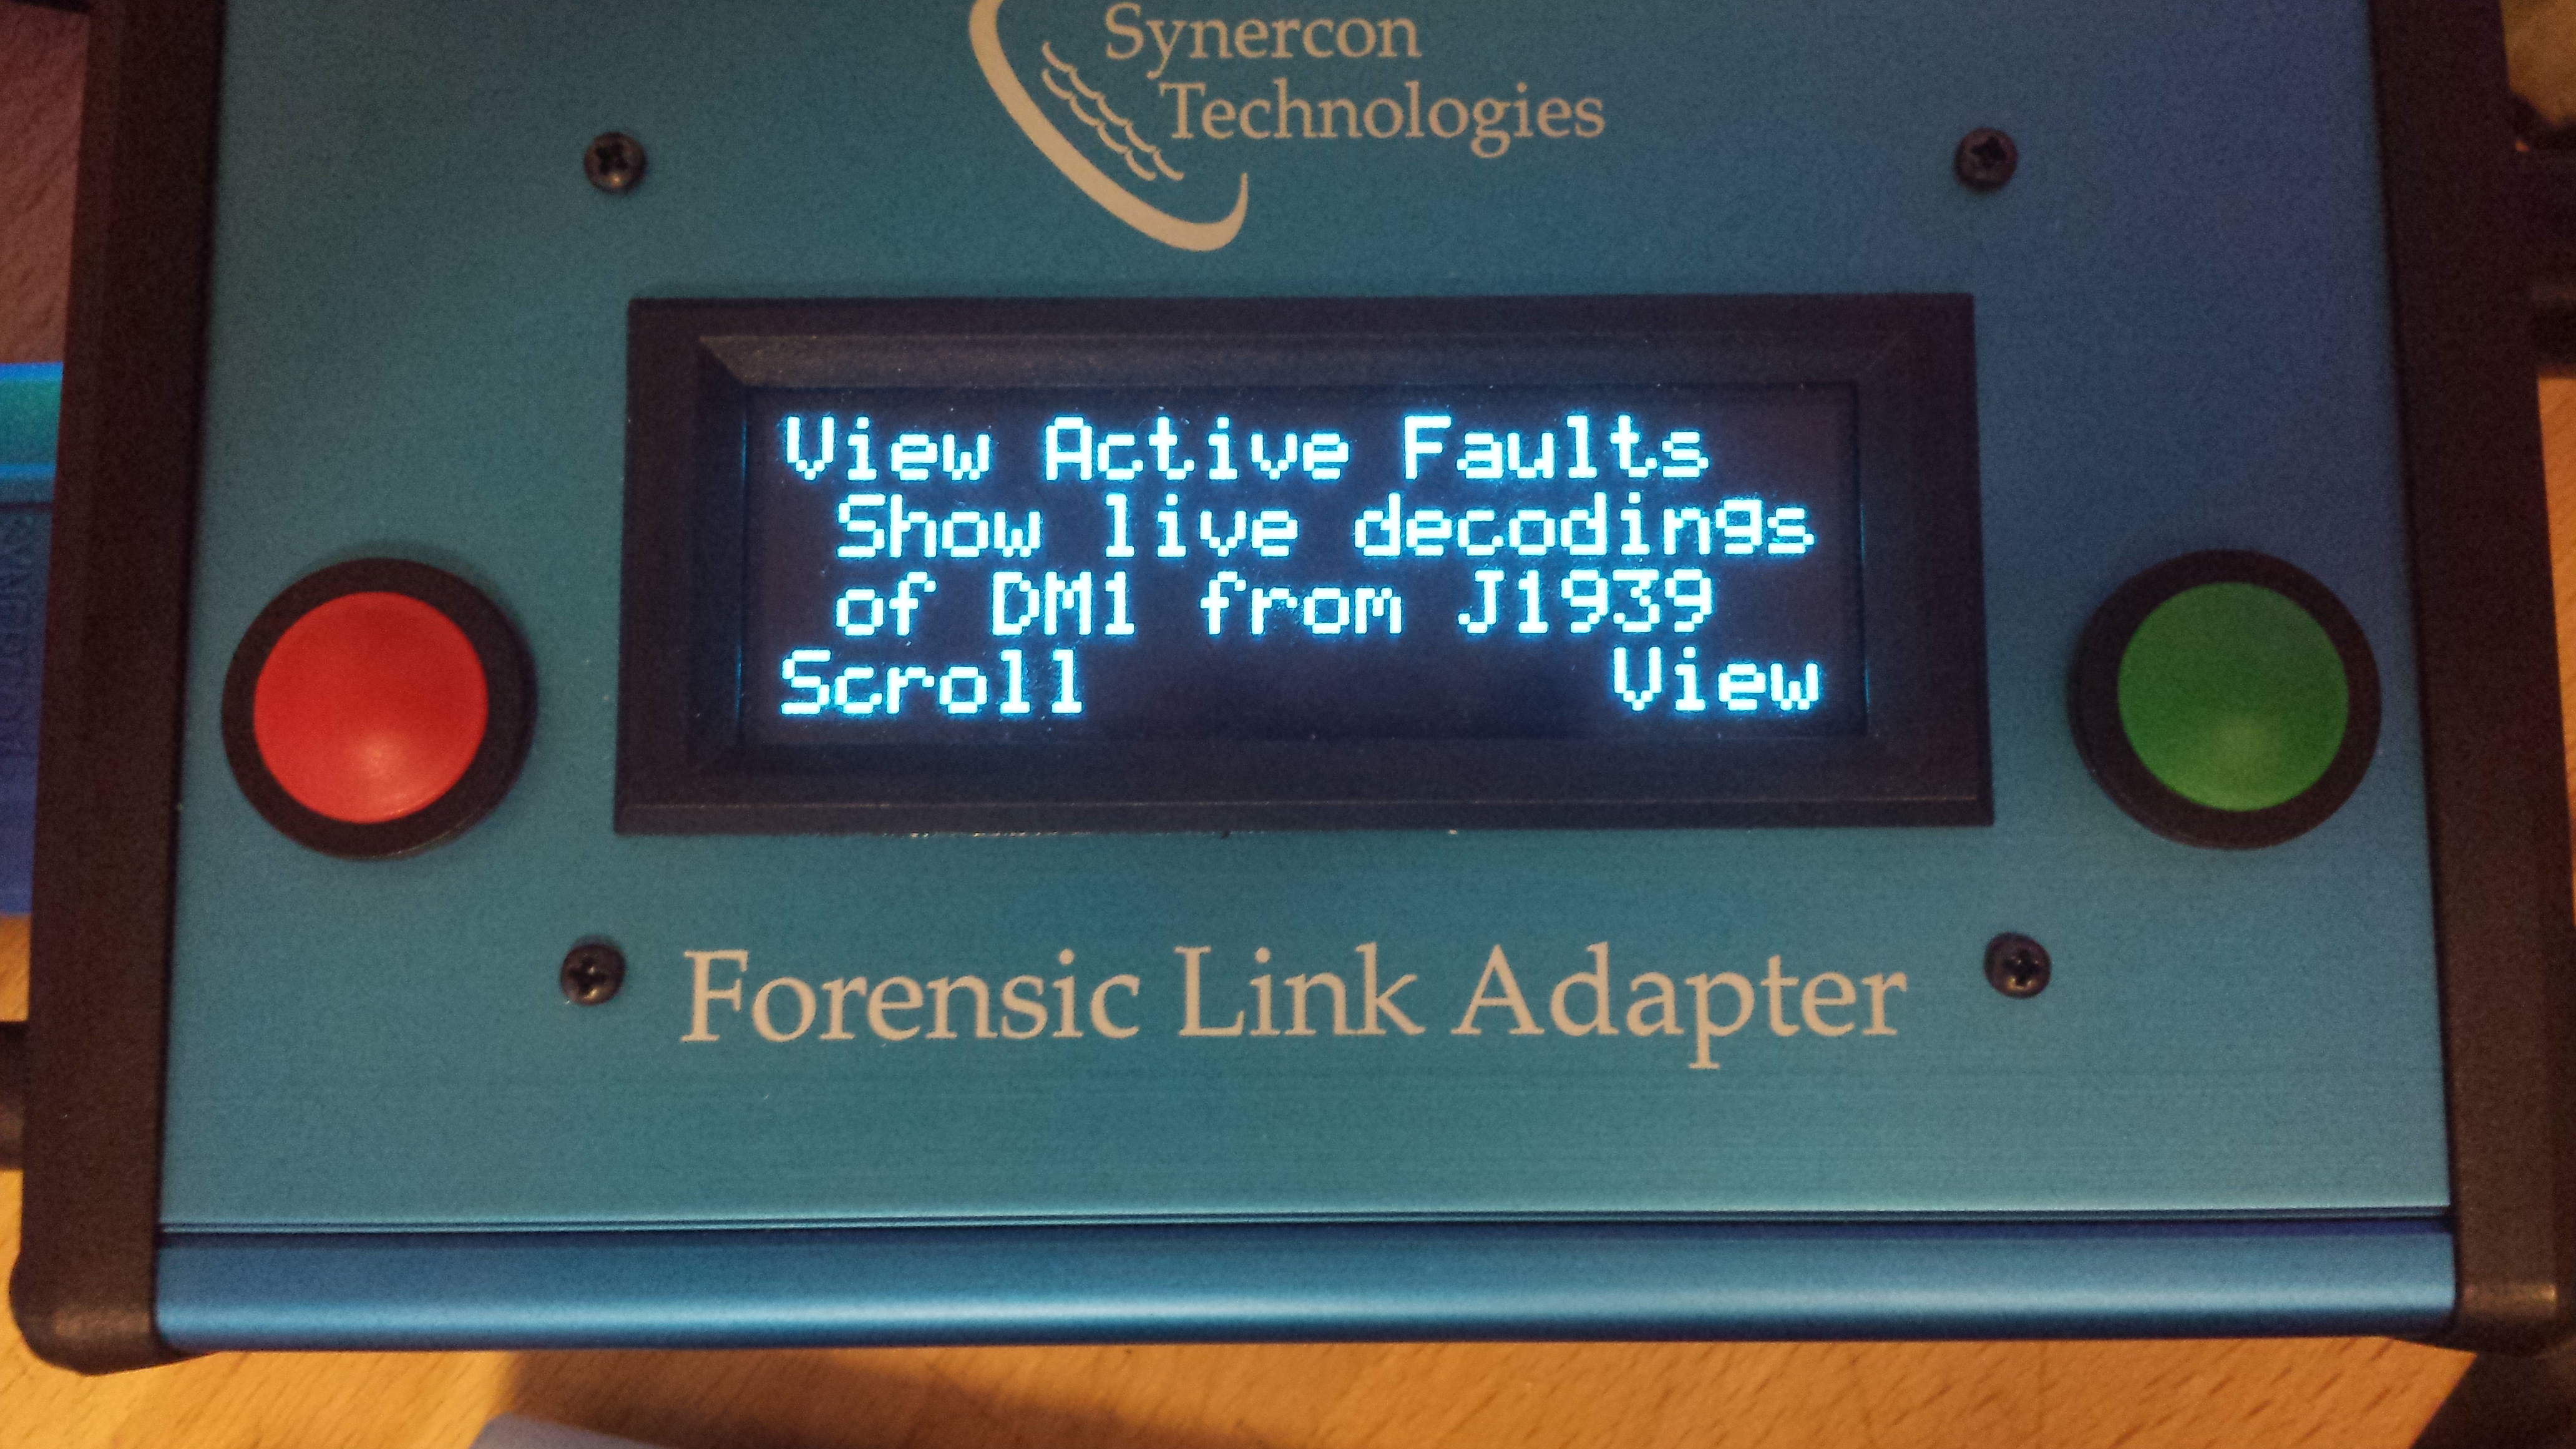 Synercon
Technologies
View Active Faults
Show live decodings
of DM1 from J1939
Scroll View
Forensic Link Adapter